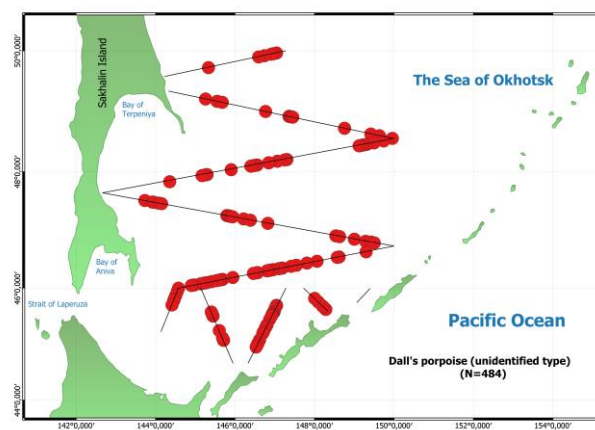 50°0,000'
Sakhalin Island
The Sea of Okhotsk
Bay of
Terpeniya
48°0,000'
Bay of
Aniva
46°0,000'
Strait of Laperuza
Pacific Ocean
Dall's porpoise (unidentified type)
(N=484)
44°0,000'
142°0,000'
144°0,000'
146°0,000'
148°0,000'
150°0,000'
152°0,000'
154°0,000'